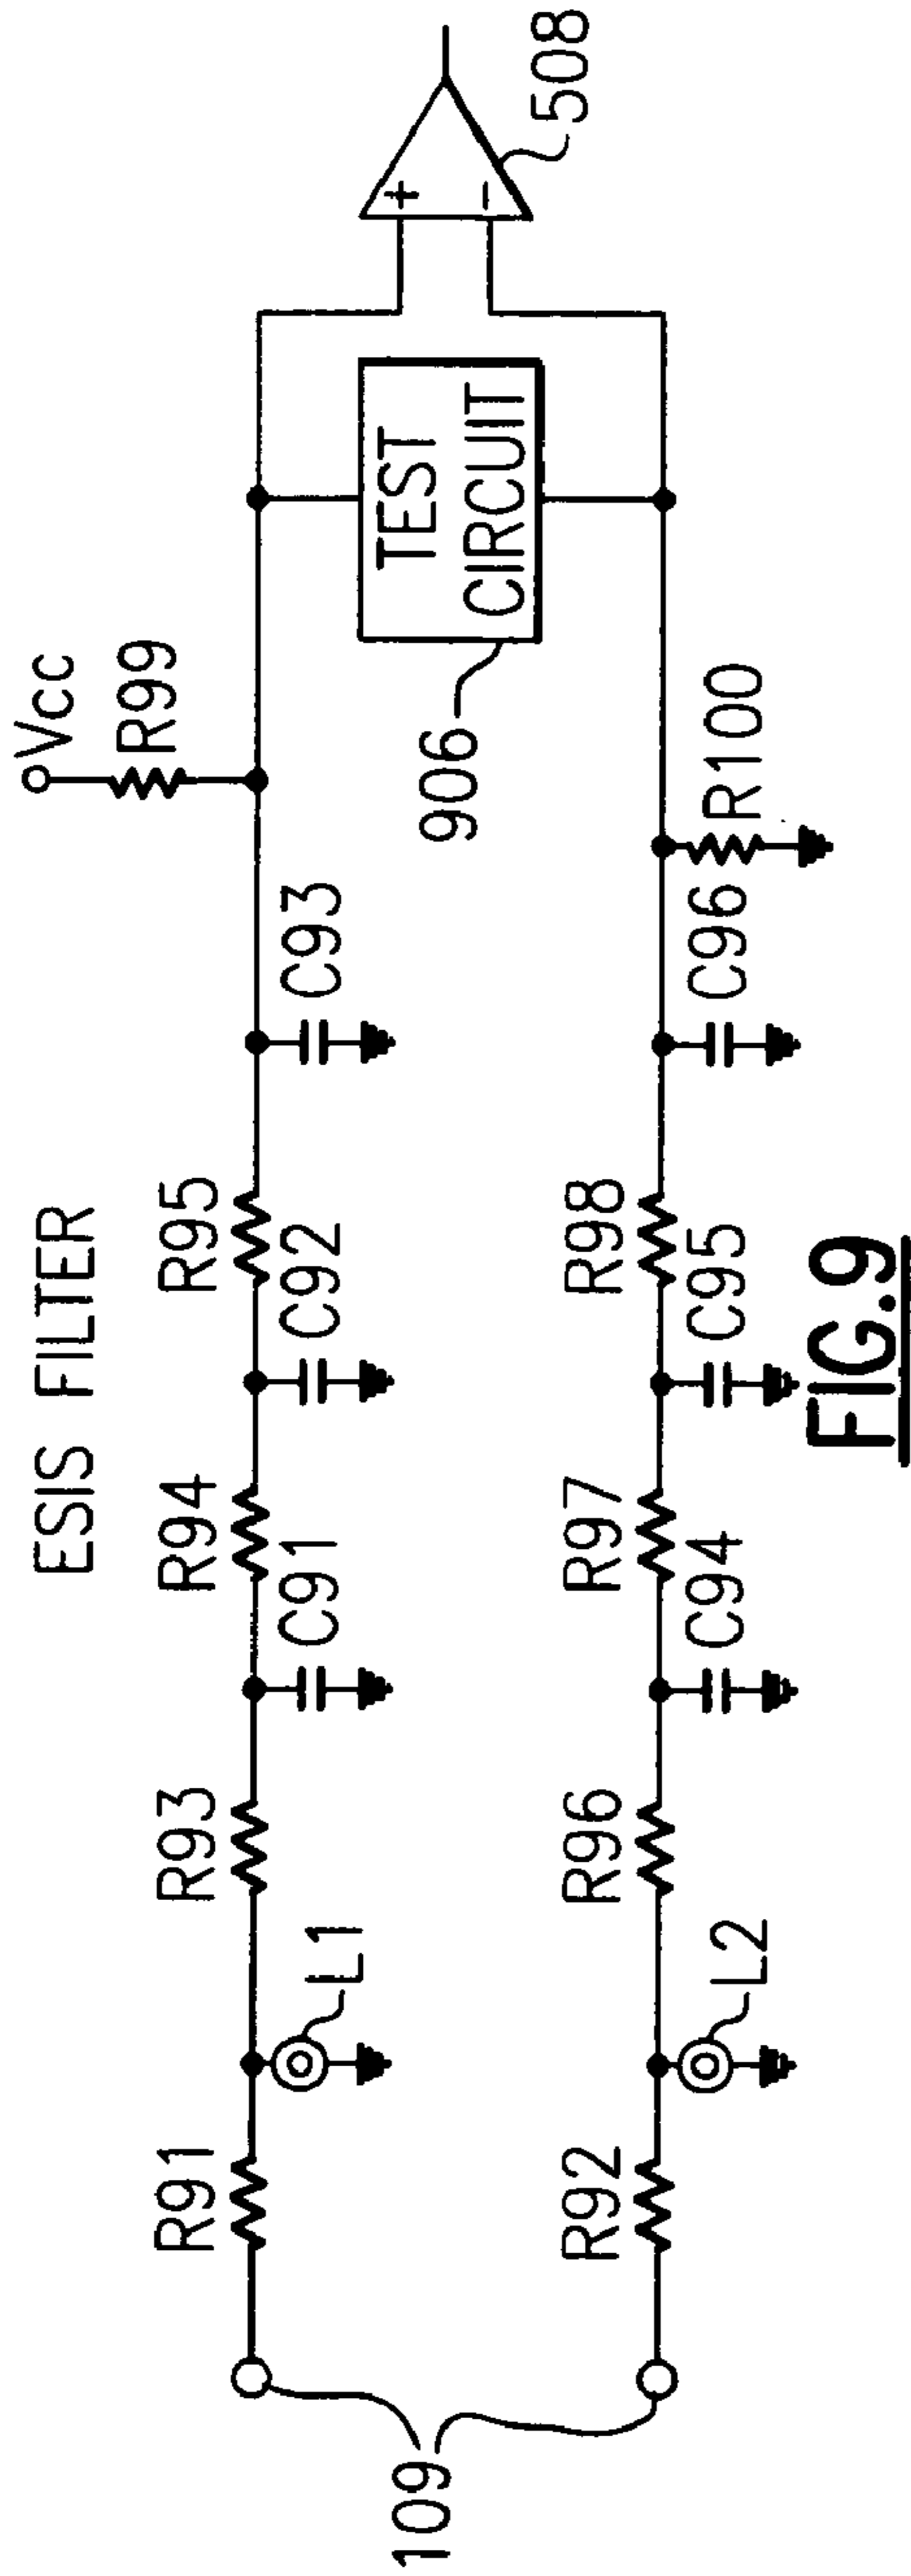 ESIS FILTER
Vcc
R99
R91
R93
R94
R95
L1
C91
C92
C93
+
-
508
TEST
CIRCUIT
906
109
R92
R96
R97
R98
L2
C94
C95
C96
R100
FIG.9